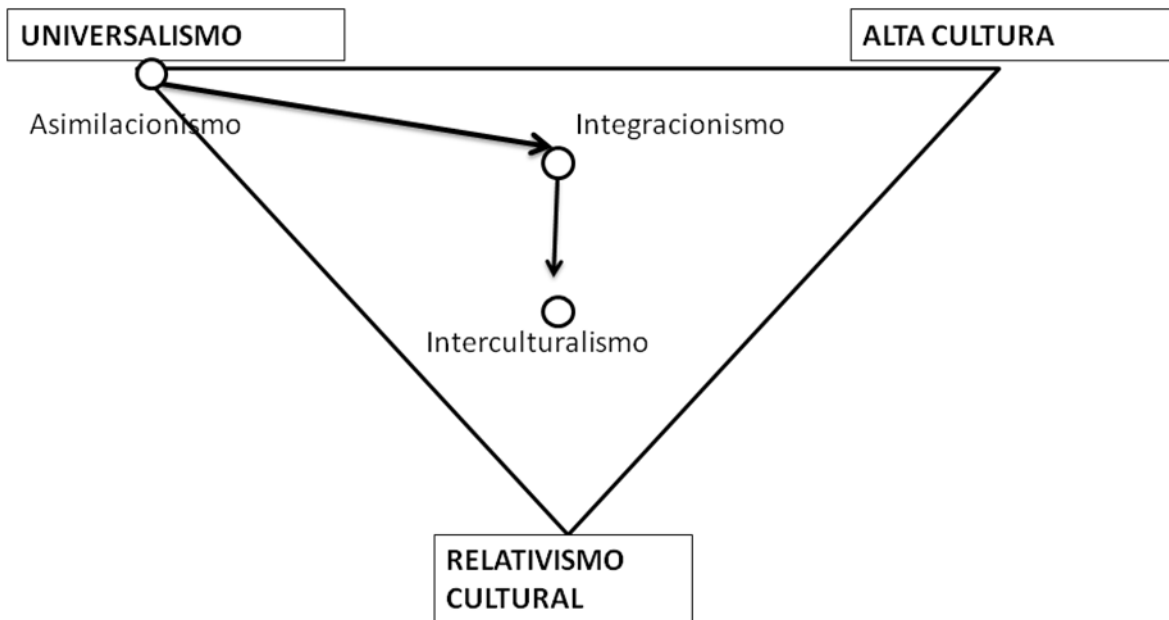 UNIVERSALISMO
ALTA CULTURA
Asimilacionismo
Integracionismo
Interculturalismo
RELATIVISMO
CULTURAL